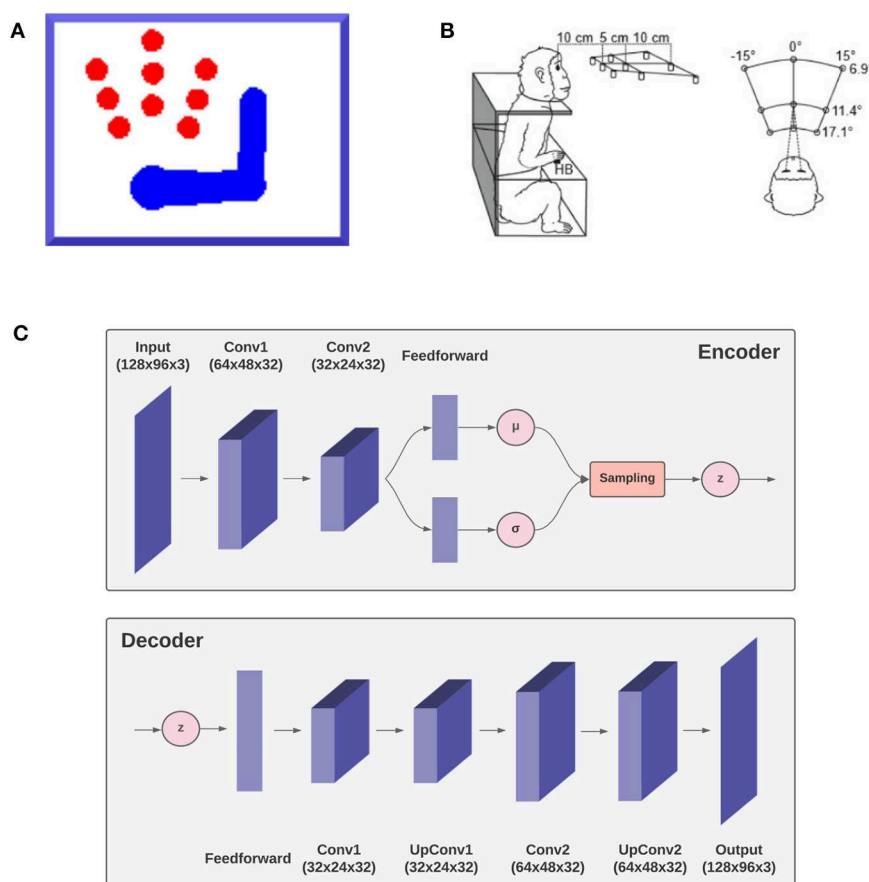 A
B
10 cm 5 cm 10 cm
HB
-15° 0° 15°
6.9°
11.4°
17.1°
C
Encoder
Input
(128x96x3)
Conv1
(64x48x32)
Conv2
(32x24x32)
Feedforward
μ
σ
Sampling
z
Decoder
z
Feedforward
Conv1
(32x24x32)
UpConv1
(32x24x32)
Conv2
(64x48x32)
UpConv2
(64x48x32)
Output
(128x96x3)